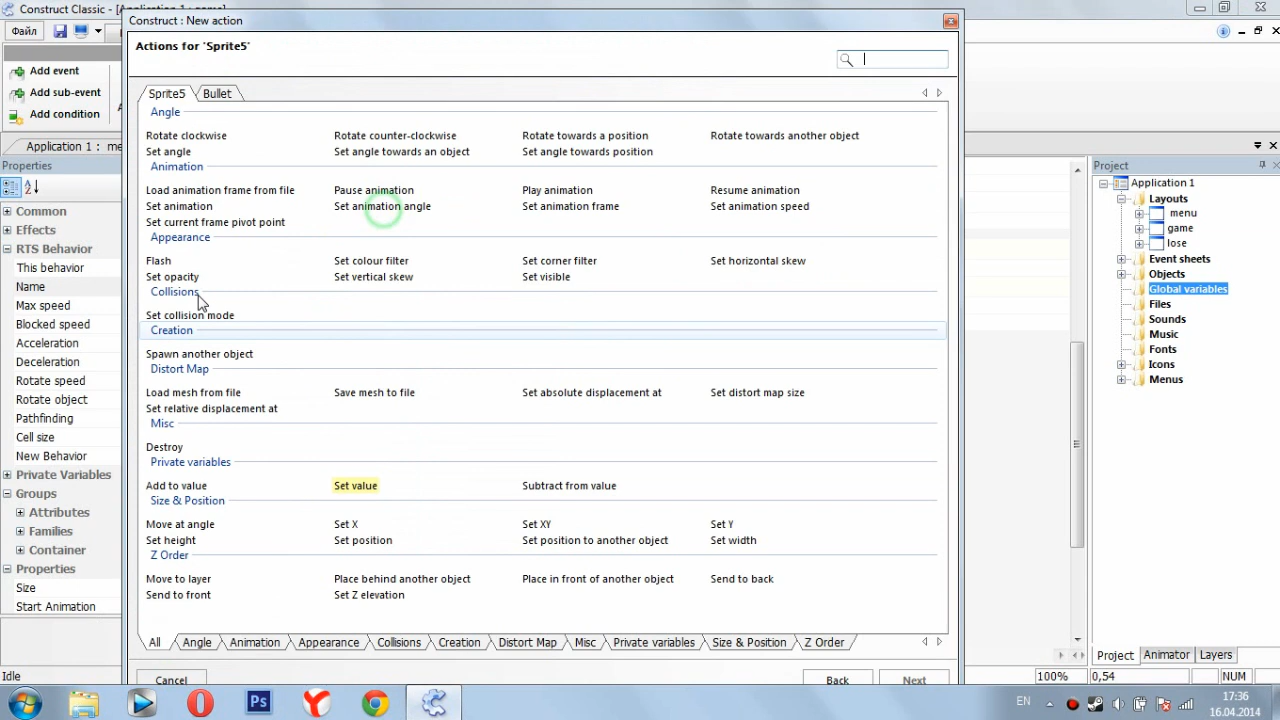 Construct Classic - [Application 1 : game]
Construct : New action
Файл
Actions for 'Sprite5'
Add event
Add sub-event
Add condition
Application 1 : me
Sprite5 Bullet
Angle
Rotate clockwise Rotate counter-clockwise Rotate towards a position Rotate towards another object
Set angle Set angle towards an object Set angle towards position
Animation
Load animation frame from file Pause animation Play animation Resume animation
Set animation Set animation angle Set animation frame Set animation speed
Set current frame pivot point
Appearance
Flash Set colour filter Set corner filter Set horizontal skew
Set opacity Set vertical skew Set visible
Collisions
Set collision mode
Creation
Spawn another object
Distort Map
Load mesh from file Save mesh to file Set absolute displacement at Set distort map size
Set relative displacement at
Misc
Destroy
Private variables
Add to value Set value Subtract from value
Size & Position
Move at angle Set X Set XY Set Y
Set height Set position Set position to another object Set width
Z Order
Move to layer Place behind another object Place in front of another object Send to back
Send to front Set Z elevation
All Angle Animation Appearance Collisions Creation Distort Map Misc Private variables Size & Position Z Order
Cancel Back Next
Properties
Common
Effects
RTS Behavior
This behavior
Name
Max speed
Blocked speed
Acceleration
Deceleration
Rotate speed
Rotate object
Pathfinding
Cell size
New Behavior
Private Variables
Groups
Attributes
Families
Container
Properties
Size
Start Animation
Idle
Project
Application 1
Layouts
menu
game
lose
Event sheets
Objects
Global variables
Files
Sounds
Music
Fonts
Icons
Menus
Project Animator Layers
100% 0,54 NUM
Ps
EN
17:36
16.04.2014